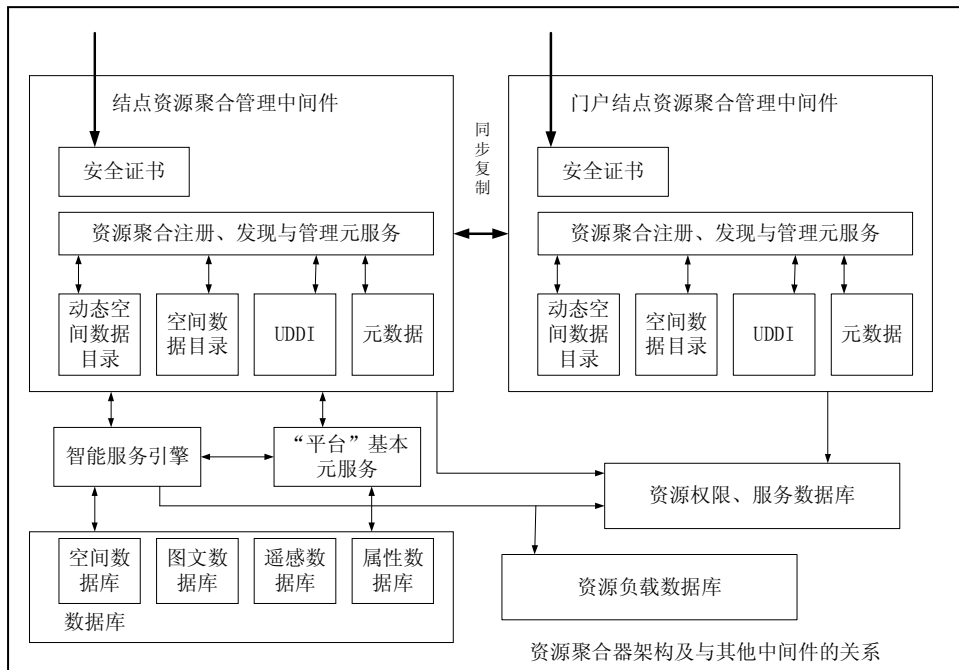 结点资源聚合管理中间件
安全证书
资源聚合注册、发现与管理元服务
动态空
间数据
目录
空间数
据目录
UDDI
元数据
同步复制
门户结点资源聚合管理中间件
安全证书
资源聚合注册、发现与管理元服务
动态空
间数据
目录
空间数
据目录
UDDI
元数据
智能服务引擎
“平台”基本
元服务
资源权限、服务数据库
空间数
据库
图文数
据库
遥感数
据库
属性数
据库
数据库
资源负载数据库
资源聚合器架构及与其他中间件的关系